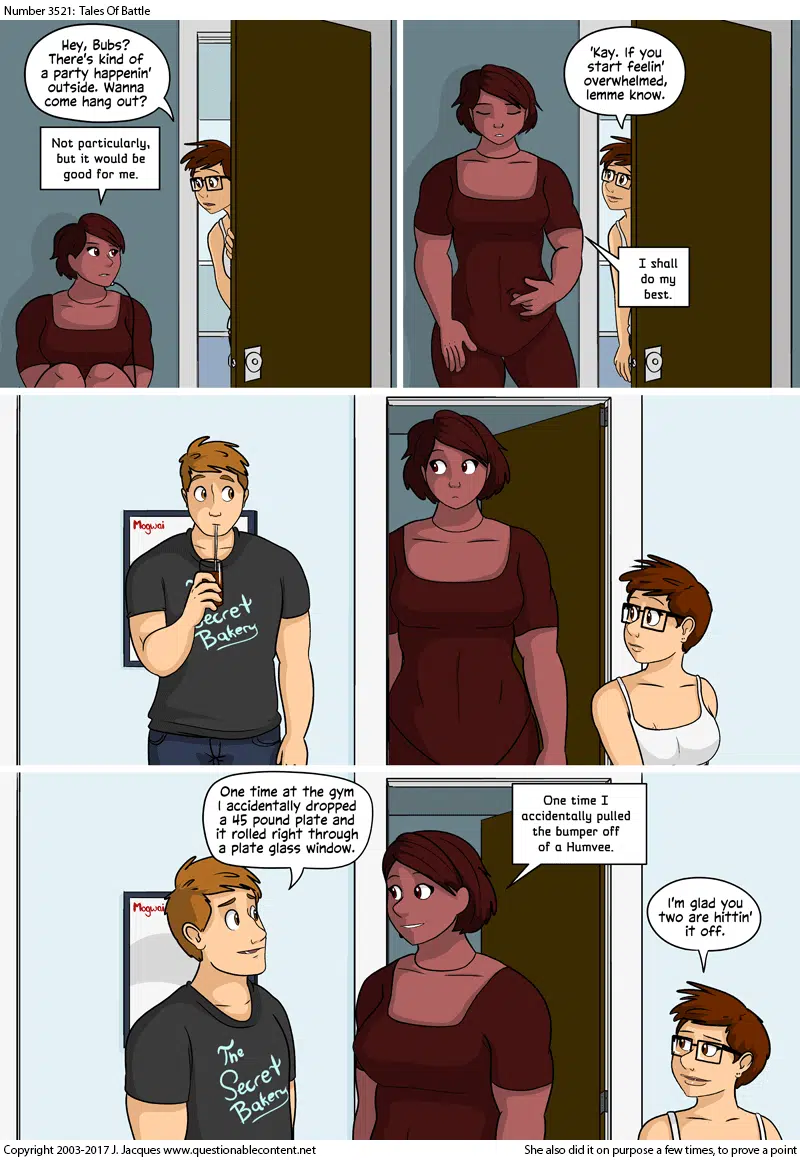 Number 3521: Tales Of Battle
Hey, Bubs?
There's kind of
a party happenin'
outside. Wanna
come hang out?
Not particularly,
but it would be
good for me.
'Kay. If you
start feelin'
overwhelmed,
lemme know.
I shall
do my
best.
Mogwai
The
Secret
Bakery
One time at the gym
I accidentally dropped
a 45 pound plate and
it rolled right through
a plate glass window.
One time I
accidentally pulled
the bumper off
of a Humvee.
I'm glad you
two are hittin'
it off.
Mogwai
The
Secret
Bakery
Copyright 2003-2017 J. Jacques www.questionablecontent.net
She also did it on purpose a few times, to prove a point